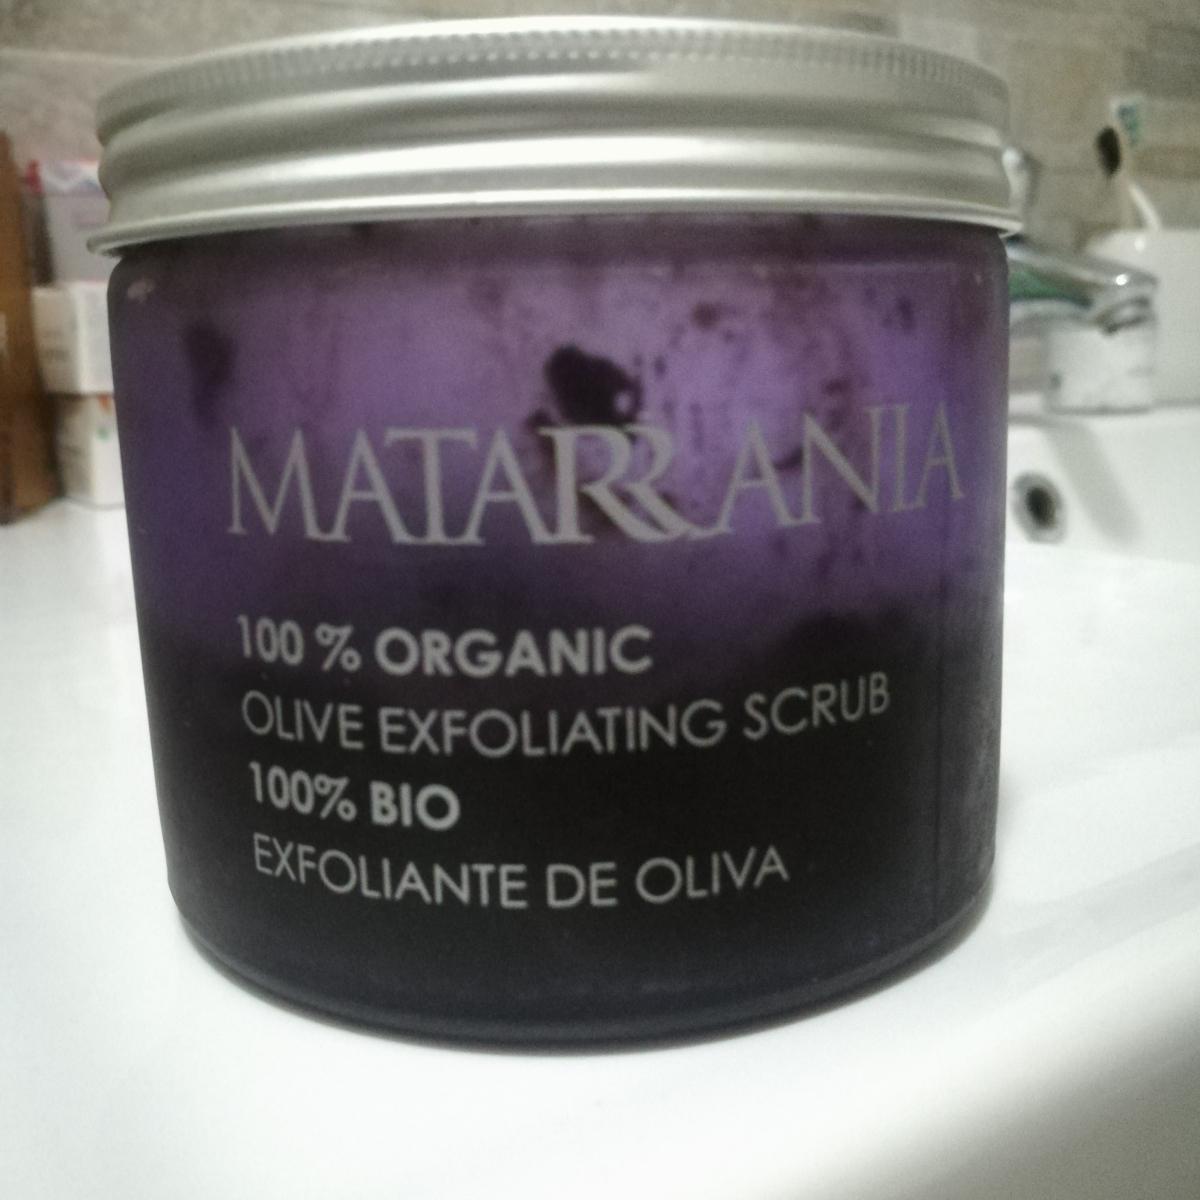 MATARRANIA
100 % ORGANIC
OLIVE EXFOLIATING SCRUB
100% BIO
EXFOLIANTE DE OLIVA